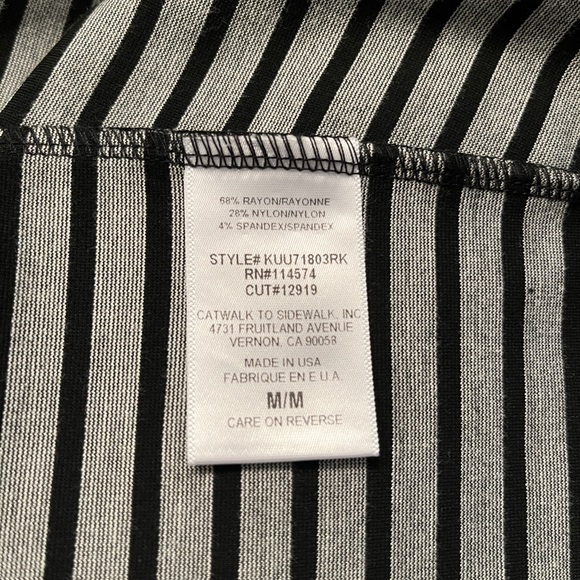 68% RAYON/RAYONNE
28% NYLON/NYLON
4% SPANDEX/SPANDEX
STYLE# KUU71803RK
RN#114574
CUT#12919
CATWALK TO SIDEWALK, INC
4731 FRUITLAND AVENUE
VERNON, CA 90058
MADE IN USA
FABRIQUE EN E.U.A.
M/M
CARE ON REVERSE